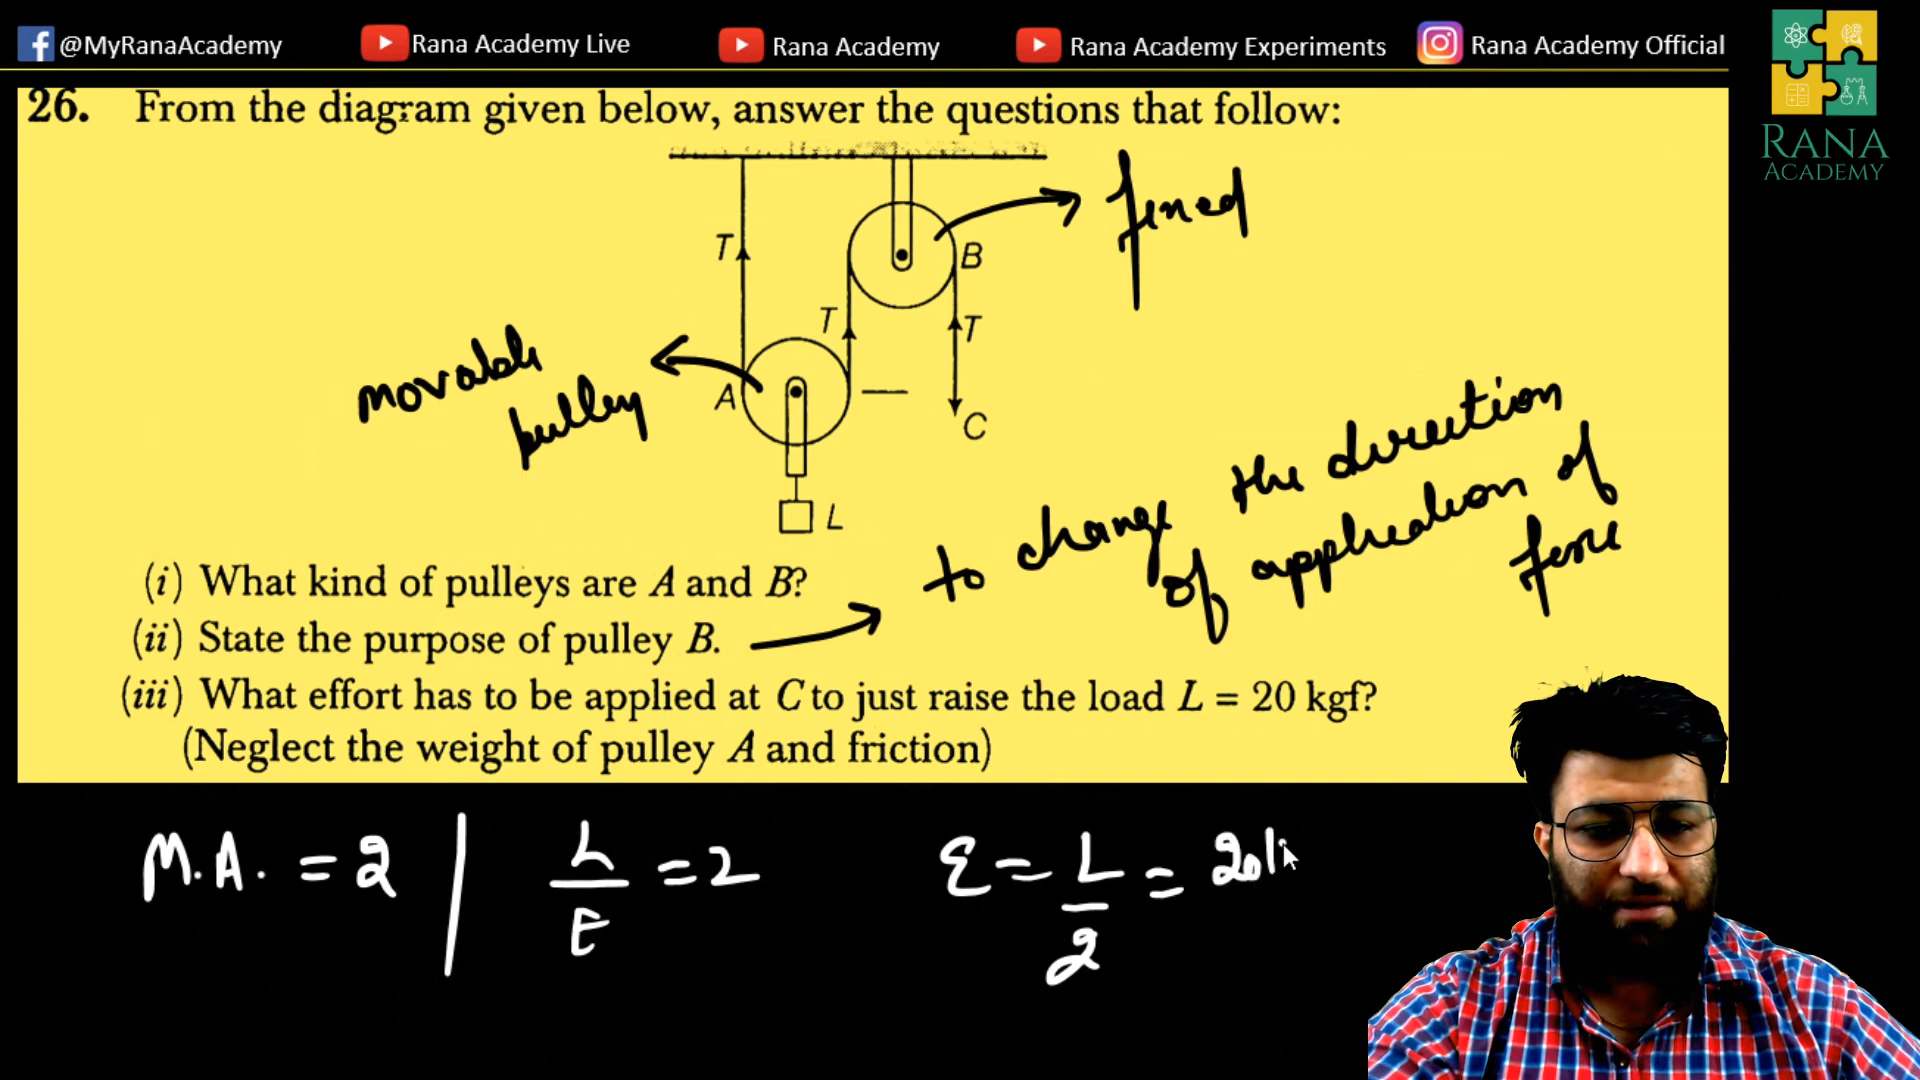 @MyRanaAcademy Rana Academy Live Rana Academy Rana Academy Experiments Rana Academy Official
RANA
ACADEMY
26. From the diagram given below, answer the questions that follow:
fixed
T
B
T
T
movable
pulley
A
C
L
to change the direction
of application of
force
(i) What kind of pulleys are A and B?
(ii) State the purpose of pulley B.
(iii) What effort has to be applied at C to just raise the load L = 20 kgf?
(Neglect the weight of pulley A and friction)
M.A. = 2 | L/E = 2
E = L/2 = 20